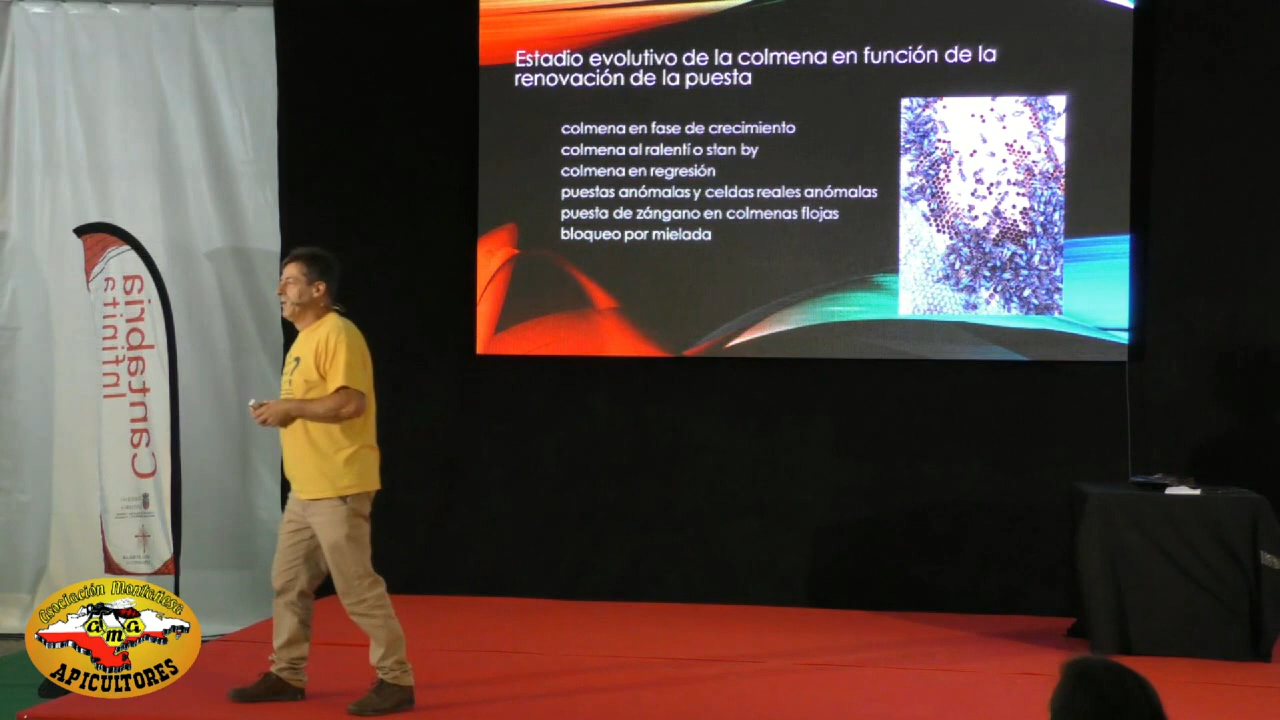 Estadio evolutivo de la colmena en función de la
renovación de la puesta
colmena en fase de crecimiento
colmena al ralentí o stan by
colmena en regresión
puestas anómalas y celdas reales anómalas
puesta de zángano en colmenas flojas
bloqueo por mielada
Cantabria
Infinita
Asociación Montañesa
ama
APICULTORES